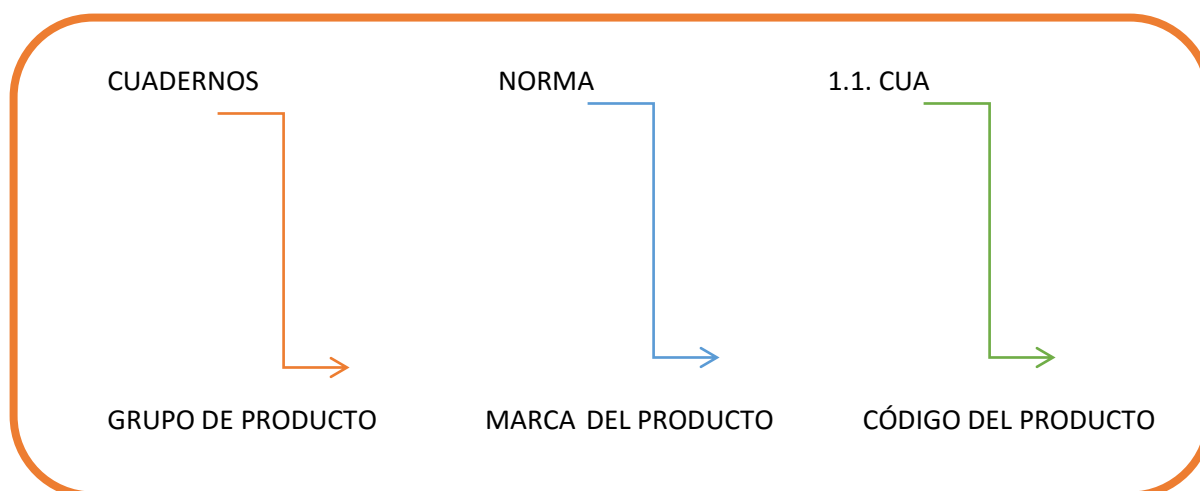 CUADERNOS NORMA 1.1. CUA
GRUPO DE PRODUCTO MARCA DEL PRODUCTO CÓDIGO DEL PRODUCTO